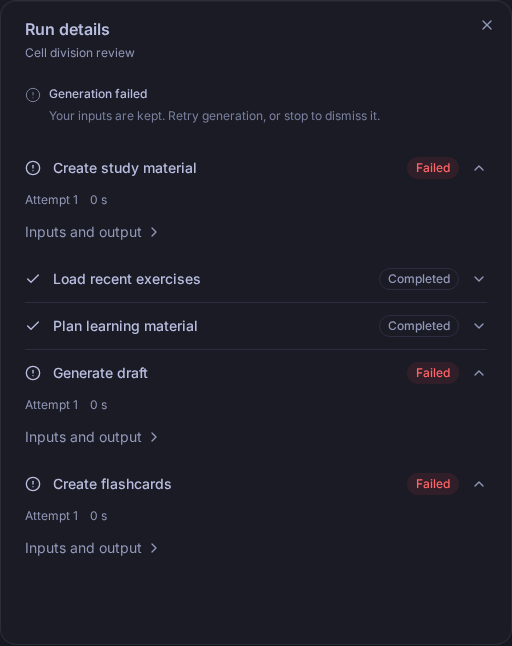 Run details
Cell division review
Generation failed
Your inputs are kept. Retry generation, or stop to dismiss it.
Create study material Failed
Attempt 1 0 s
Inputs and output
Load recent exercises Completed
Plan learning material Completed
Generate draft Failed
Attempt 1 0 s
Inputs and output
Create flashcards Failed
Attempt 1 0 s
Inputs and output